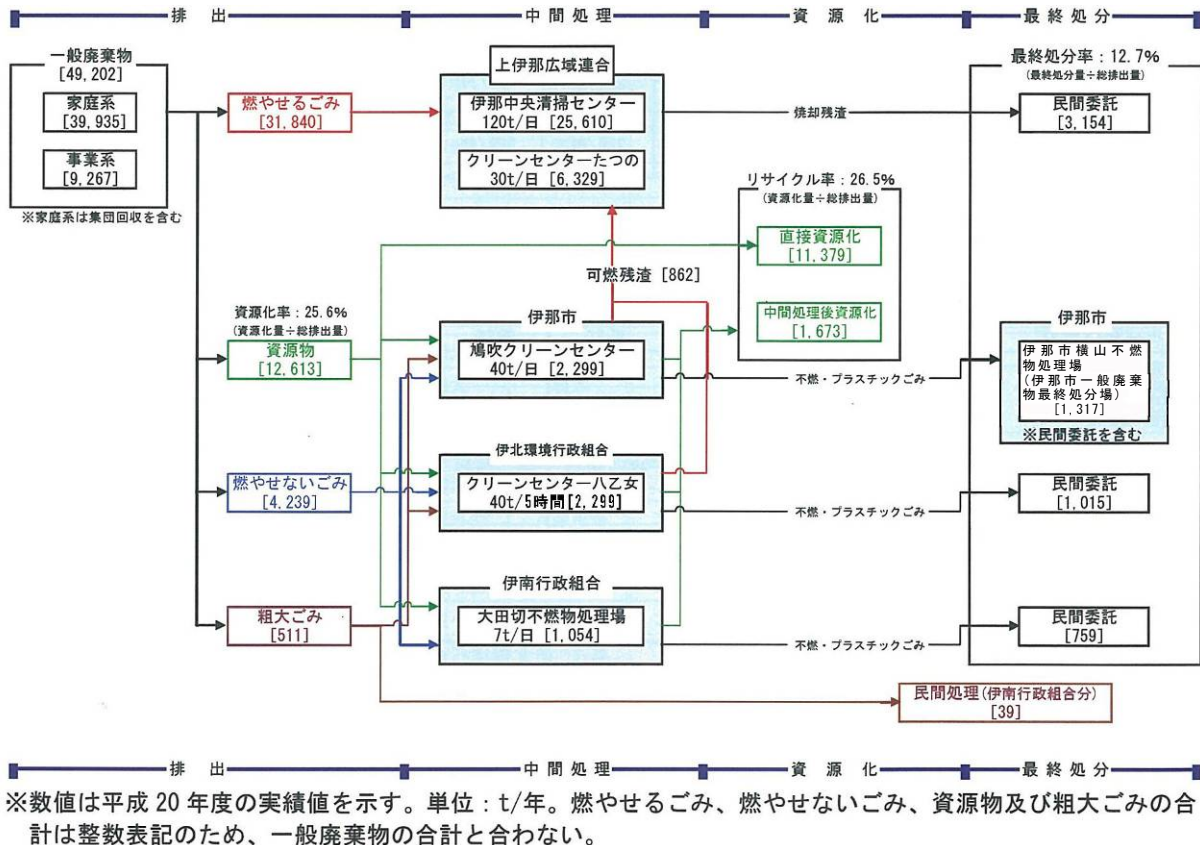 排出
中間処理
資源化
最終処分
一般廃棄物
[49,202]
家庭系
[39,935]
事業系
[9,267]
※家庭系は集団回収を含む
燃やせるごみ
[31,840]
上伊那広域連合
伊那中央清掃センター
120t/日 [25,610]
クリーンセンターたつの
30t/日 [6,329]
焼却残渣
最終処分率：12.7%
(最終処分量÷総排出量)
民間委託
[3,154]
リサイクル率：26.5%
(資源化量÷総排出量)
直接資源化
[11,379]
中間処理後資源化
[1,673]
可燃残渣 [862]
資源化率：25.6%
(資源化量÷総排出量)
資源物
[12,613]
伊那市
鳩吹クリーンセンター
40t/日 [2,299]
不燃・プラスチックごみ
伊那市
伊那市横山不燃
物処理場
(伊那市一般廃棄
物最終処分場)
[1,317]
※民間委託を含む
燃やせないごみ
[4,239]
伊北環境行政組合
クリーンセンター八乙女
40t/5時間[2,299]
不燃・プラスチックごみ
民間委託
[1,015]
粗大ごみ
[511]
伊南行政組合
大田切不燃物処理場
7t/日 [1,054]
不燃・プラスチックごみ
民間委託
[759]
民間処理(伊南行政組合分)
[39]
排出
中間処理
資源化
最終処分
※数値は平成 20 年度の実績値を示す。単位：t/年。燃やせるごみ、燃やせないごみ、資源物及び粗大ごみの合
計は整数表記のため、一般廃棄物の合計と合わない。